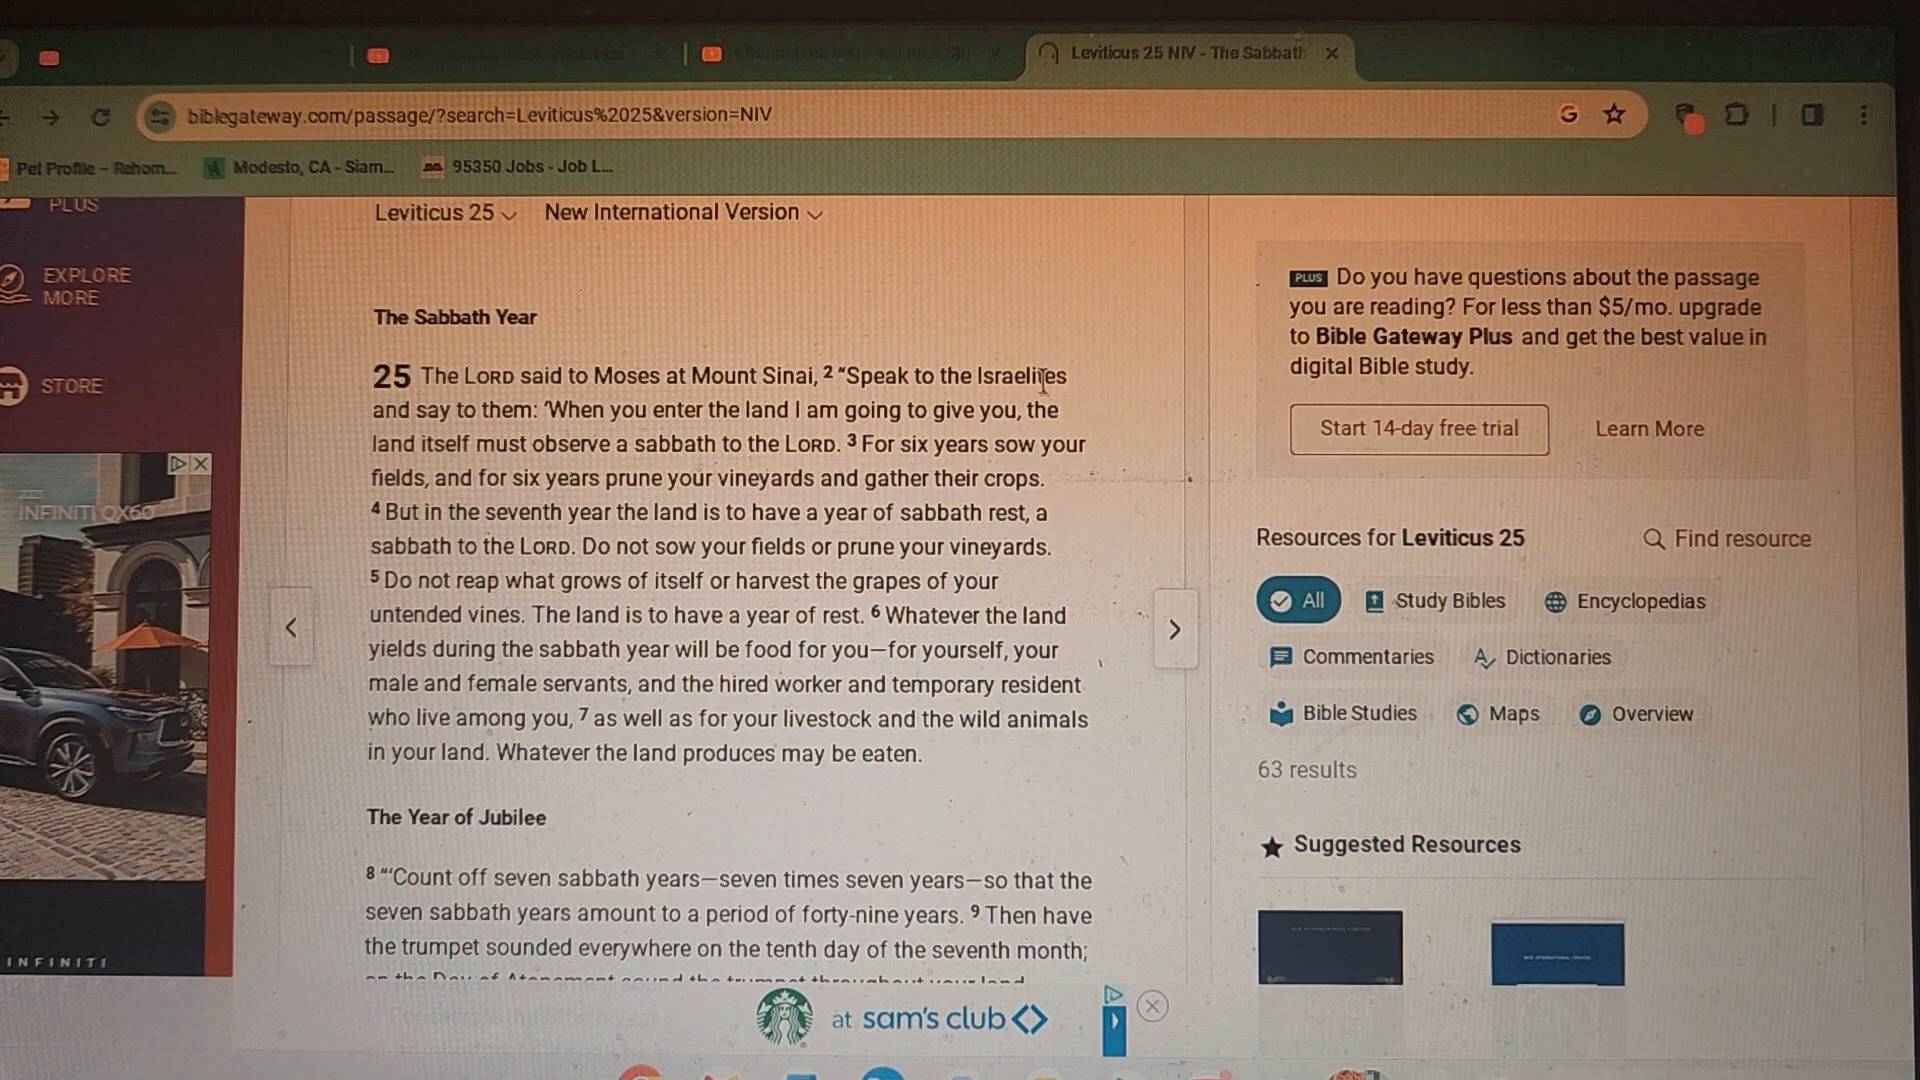 Leviticus 25 NIV - The Sabbath
biblegateway.com/passage/?search=Leviticus%2025&version=NIV
Pet Profile – Rehom...
Modesto, CA - Siam...
95350 Jobs - Job L...
PLUS
EXPLORE
MORE
STORE
INFINITI QX60
INFINITI
Leviticus 25
New International Version
The Sabbath Year
25 The LORD said to Moses at Mount Sinai, 2 “Speak to the Israelites
and say to them: ‘When you enter the land I am going to give you, the
land itself must observe a sabbath to the LORD. 3 For six years sow your
fields, and for six years prune your vineyards and gather their crops.
4 But in the seventh year the land is to have a year of sabbath rest, a
sabbath to the LORD. Do not sow your fields or prune your vineyards.
5 Do not reap what grows of itself or harvest the grapes of your
untended vines. The land is to have a year of rest. 6 Whatever the land
yields during the sabbath year will be food for you—for yourself, your
male and female servants, and the hired worker and temporary resident
who live among you, 7 as well as for your livestock and the wild animals
in your land. Whatever the land produces may be eaten.
The Year of Jubilee
8 “‘Count off seven sabbath years—seven times seven years—so that the
seven sabbath years amount to a period of forty-nine years. 9 Then have
the trumpet sounded everywhere on the tenth day of the seventh month;
on the Day of Atonement sound the trumpet throughout your land.
at sam's club
PLUS Do you have questions about the passage
you are reading? For less than $5/mo. upgrade
to Bible Gateway Plus and get the best value in
digital Bible study.
Start 14-day free trial
Learn More
Resources for Leviticus 25
Find resource
All
Study Bibles
Encyclopedias
Commentaries
Dictionaries
Bible Studies
Maps
Overview
63 results
Suggested Resources